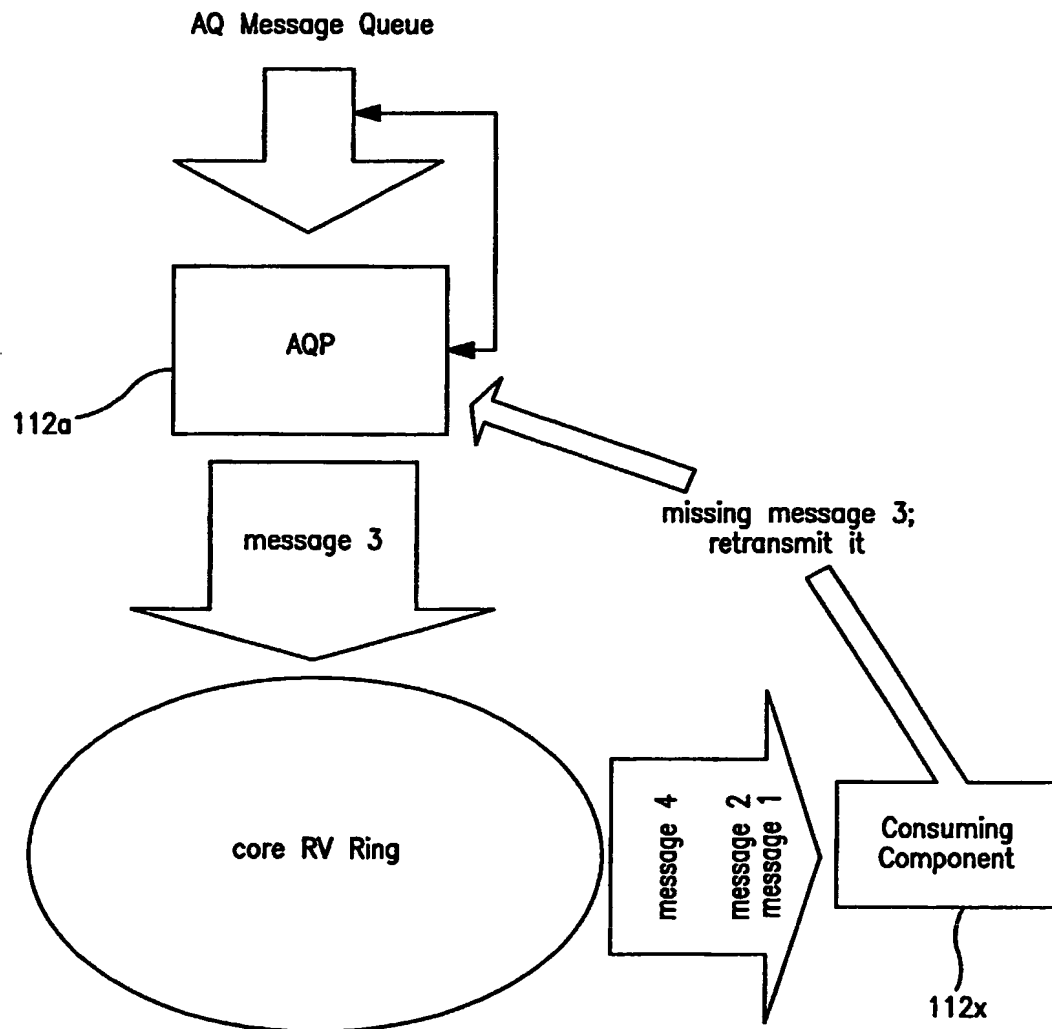 AQ Message Queue
AQP
112a
message 3
missing message 3;
retransmit it
core RV Ring
message 4
message 2
message 1
Consuming
Component
112x